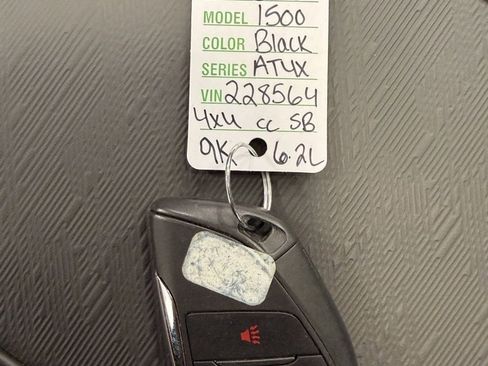 MODEL 1500
COLOR Black
SERIES AT4X
VIN 228564
4x4 cc SB
9K 6.2L